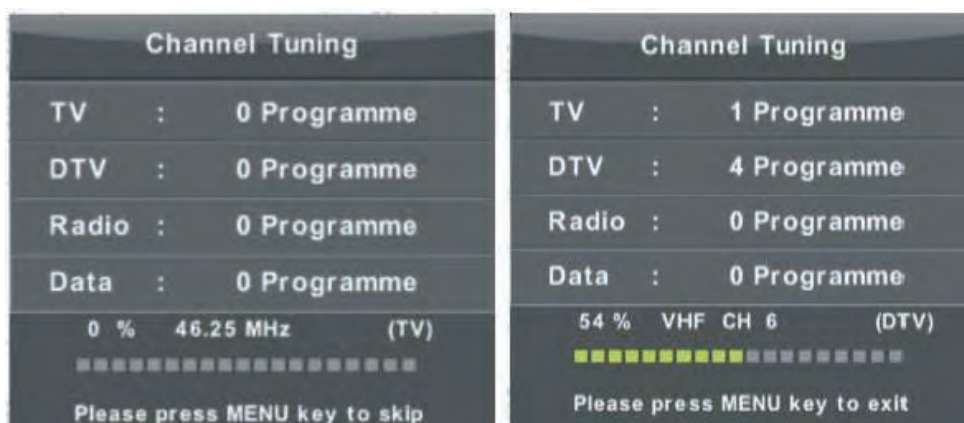 Channel Tuning
TV : 0 Programme
DTV : 0 Programme
Radio : 0 Programme
Data : 0 Programme
0 % 46.25 MHz (TV)
Please press MENU key to skip
Channel Tuning
TV : 1 Programme
DTV : 4 Programme
Radio : 0 Programme
Data : 0 Programme
54 % VHF CH 6 (DTV)
Please press MENU key to exit